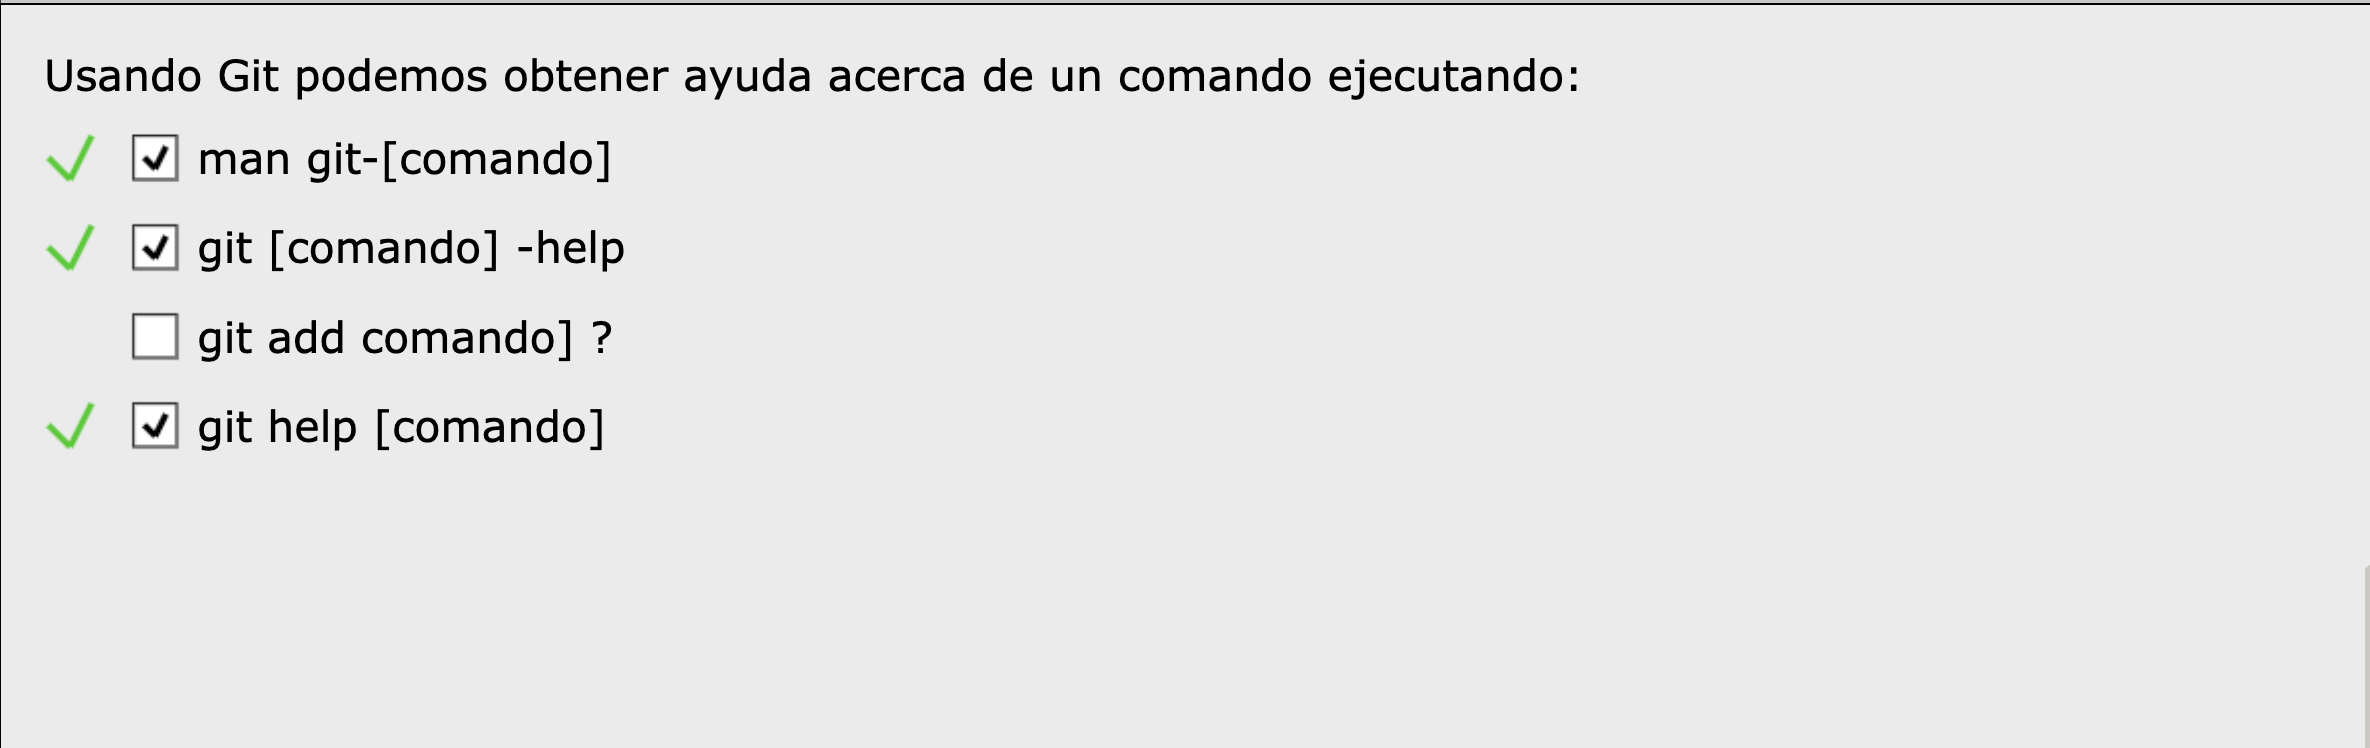 Usando Git podemos obtener ayuda acerca de un comando ejecutando:
man git-[comando]
git [comando] -help
git add comando] ?
git help [comando]